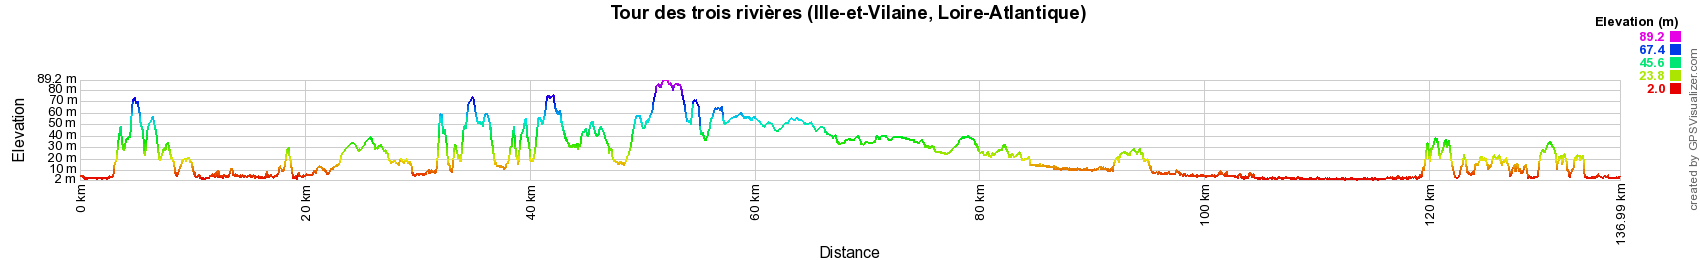 Tour des trois rivières (Ille-et-Vilaine, Loire-Atlantique)
Elevation (m)
89.2
67.4
45.6
23.8
2.0
Elevation
89.2 m
80 m
70 m
60 m
50 m
40 m
30 m
20 m
10 m
2 m
0 km
20 km
40 km
60 km
80 km
100 km
120 km
136.99 km
Distance
created by GPSVisualizer.com